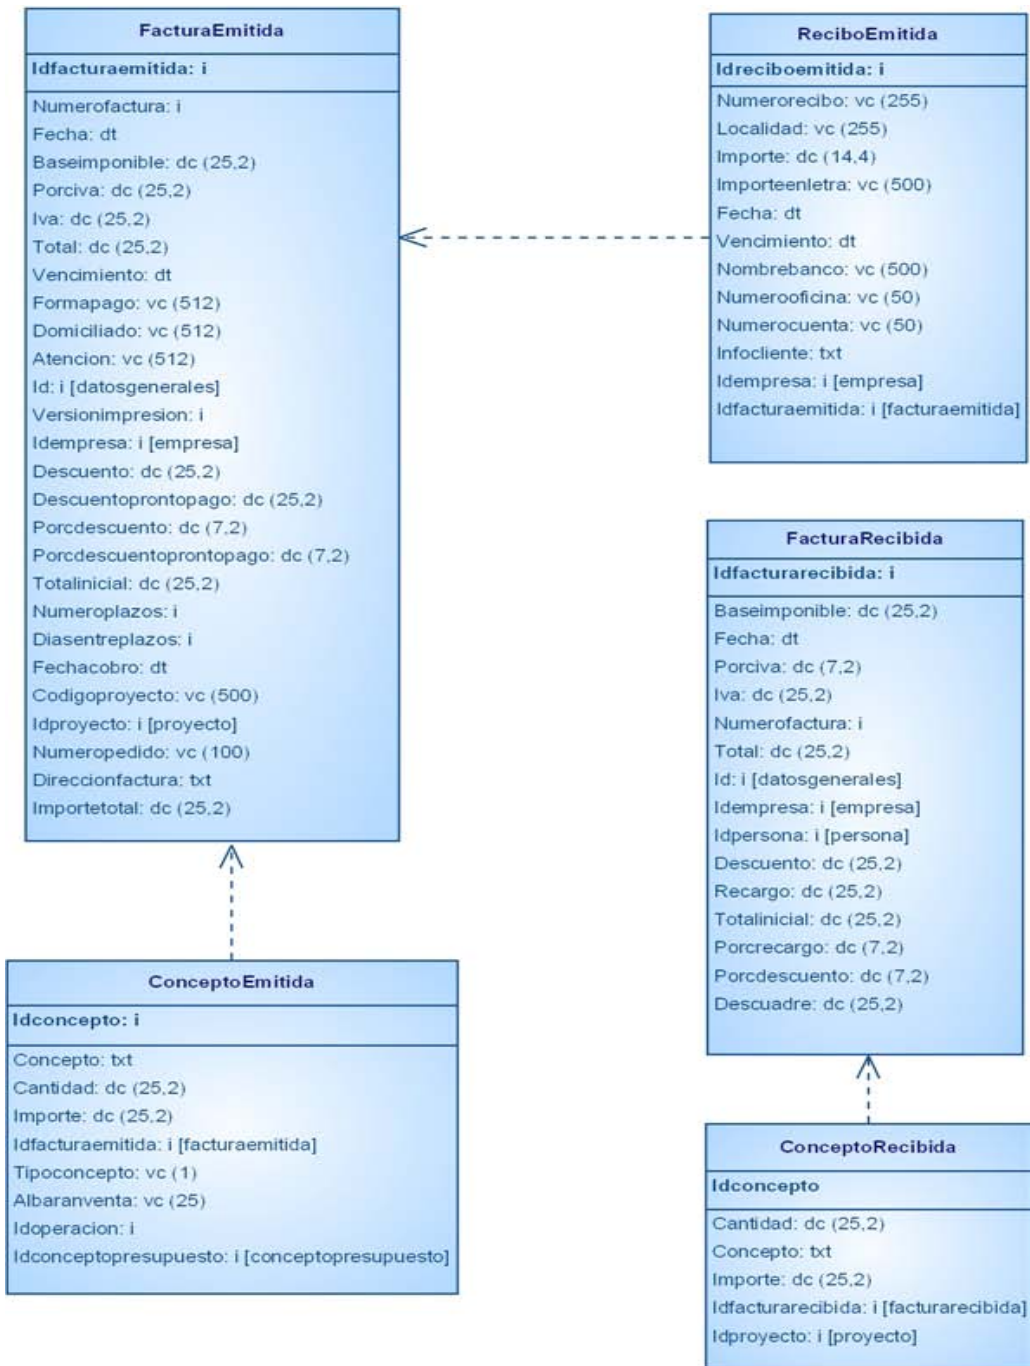 FacturaEmitida
Idfacturaemitida: i
Numerofactura: i
Fecha: dt
Baseimponible: dc (25,2)
Porciva: dc (25,2)
Iva: dc (25,2)
Total: dc (25,2)
Vencimiento: dt
Formapago: vc (512)
Domiciliado: vc (512)
Atencion: vc (512)
Id: i [datosgenerales]
Versionimpresion: i
Idempresa: i [empresa]
Descuento: dc (25,2)
Descuentoprontopago: dc (25,2)
Porcdescuento: dc (7,2)
Porcdescuentoprontopago: dc (7,2)
Totalinicial: dc (25,2)
Numeroplazos: i
Diasentreplazos: i
Fechacobro: dt
Codigoproyecto: vc (500)
Idproyecto: i [proyecto]
Numeropedido: vc (100)
Direccionfactura: txt
Importetotal: dc (25,2)
ReciboEmitida
Idreciboemitida: i
Numerorecibo: vc (255)
Localidad: vc (255)
Importe: dc (14,4)
Importeenletra: vc (500)
Fecha: dt
Vencimiento: dt
Nombrebanco: vc (500)
Numerooficina: vc (50)
Numerocuenta: vc (50)
Infocliente: txt
Idempresa: i [empresa]
Idfacturaemitida: i [facturaemitida]
FacturaRecibida
Idfacturarecibida: i
Baseimponible: dc (25,2)
Fecha: dt
Porciva: dc (7,2)
Iva: dc (25,2)
Numerofactura: i
Total: dc (25,2)
Id: i [datosgenerales]
Idempresa: i [empresa]
Idpersona: i [persona]
Descuento: dc (25,2)
Recargo: dc (25,2)
Totalinicial: dc (25,2)
Porcrecargo: dc (7,2)
Porcdescuento: dc (7,2)
Descuadre: dc (25,2)
ConceptoEmitida
Idconcepto: i
Concepto: txt
Cantidad: dc (25,2)
Importe: dc (25,2)
Idfacturaemitida: i [facturaemitida]
Tipoconcepto: vc (1)
Albaranventa: vc (25)
Idoperacion: i
Idconceptopresupuesto: i [conceptopresupuesto]
ConceptoRecibida
Idconcepto
Cantidad: dc (25,2)
Concepto: txt
Importe: dc (25,2)
Idfacturarecibida: i [facturarecibida]
Idproyecto: i [proyecto]